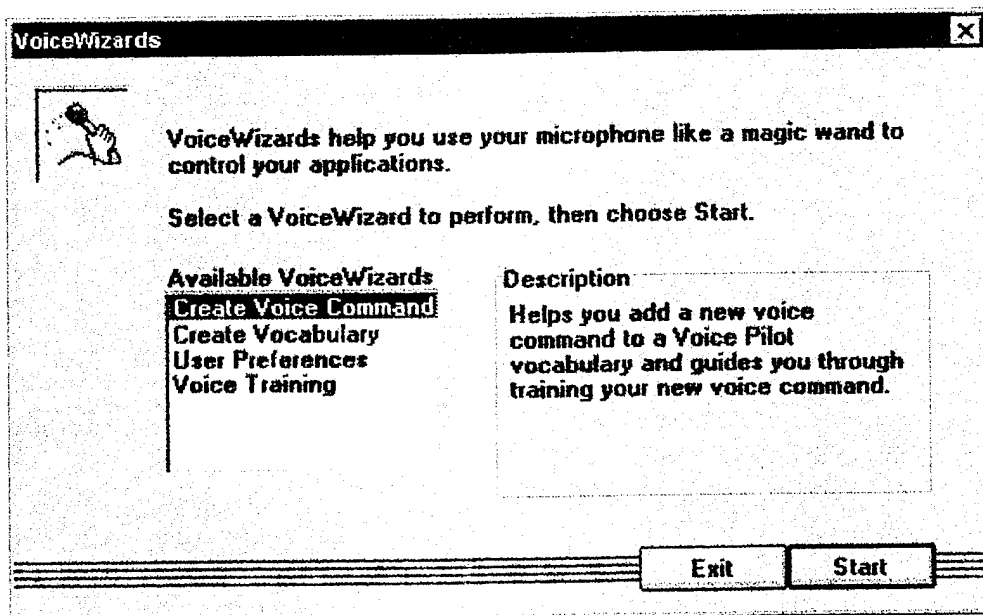 VoiceWizards
VoiceWizards help you use your microphone like a magic wand to
control your applications.
Select a VoiceWizard to perform, then choose Start.
Available VoiceWizards
Create Voice Command
Create Vocabulary
User Preferences
Voice Training
Description
Helps you add a new voice
command to a Voice Pilot
vocabulary and guides you through
training your new voice command.
Exit
Start